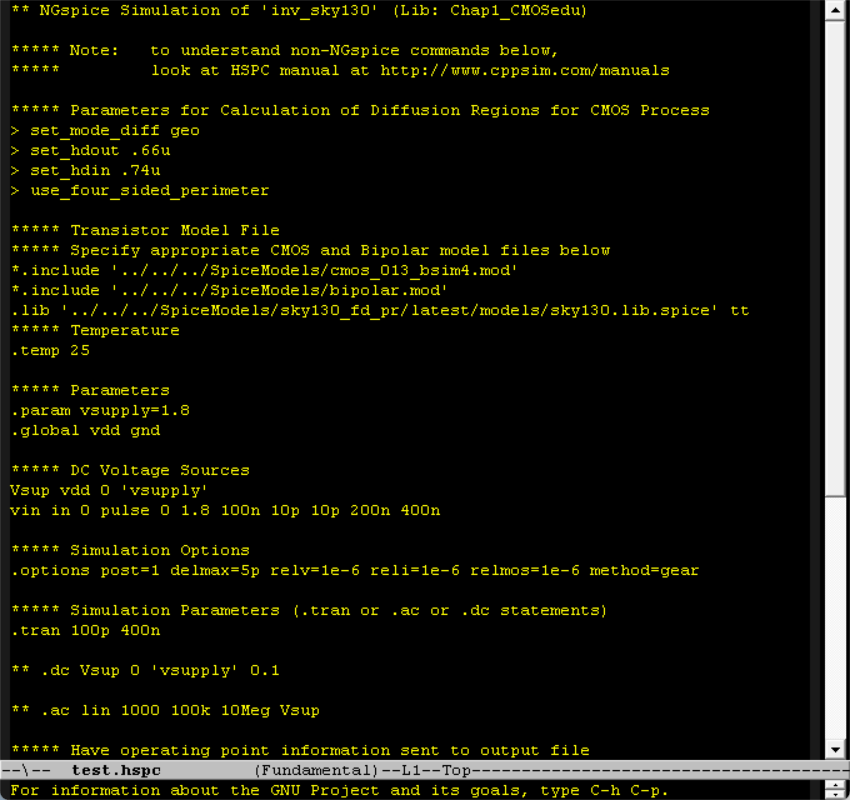 ** NGspice Simulation of 'inv_sky130' (Lib: Chap1_CMOSedu)
***** Note:   to understand non-NGspice commands below,
*****         look at HSPC manual at http://www.cppsim.com/manuals
***** Parameters for Calculation of Diffusion Regions for CMOS Process
> set_mode_diff geo
> set_hdout .66u
> set_hdin .74u
> use_four_sided_perimeter
***** Transistor Model File
***** Specify appropriate CMOS and Bipolar model files below
*.include '../../../SpiceModels/cmos_013_bsim4.mod'
*.include '../../../SpiceModels/bipolar.mod'
.lib '../../../SpiceModels/sky130_fd_pr/latest/models/sky130.lib.spice' tt
***** Temperature
.temp 25
***** Parameters
.param vsupply=1.8
.global vdd gnd
***** DC Voltage Sources
Vsup vdd 0 'vsupply'
vin in 0 pulse 0 1.8 100n 10p 10p 200n 400n
***** Simulation Options
.options post=1 delmax=5p relv=1e-6 reli=1e-6 relmos=1e-6 method=gear
***** Simulation Parameters (.tran or .ac or .dc statements)
.tran 100p 400n
** .dc Vsup 0 'vsupply' 0.1
** .ac lin 1000 100k 10Meg Vsup
***** Have operating point information sent to output file
--\--  test.hspc         (Fundamental)--L1--Top--------------------------------------
For information about the GNU Project and its goals, type C-h C-p.